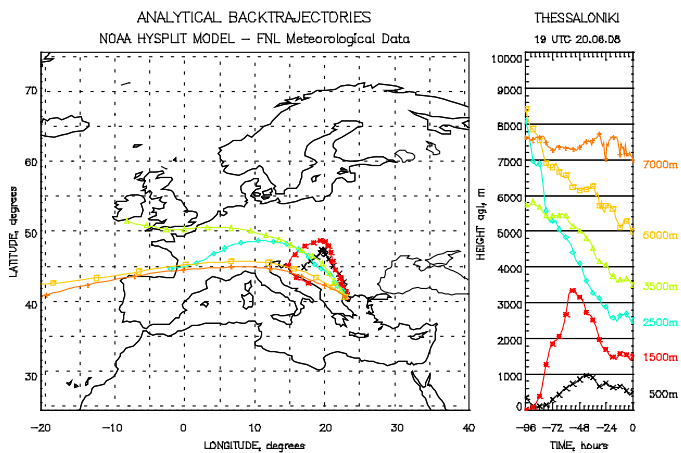 ANALYTICAL BACKTRAJECTORIES
NOAA HYSPLIT MODEL – FNL Meteorological Data
70
60
50
40
30
LATITUDE, degrees
-20 -10 0 10 20 30 40
LONGITUDE, degrees
THESSALONIKI
19 UTC 20.06.08
10000
9000
8000
7000
6000
5000
4000
3000
2000
1000
0
HEIGHT agl, m
7000m
6000m
3500m
2500m
1500m
500m
-96 -72 -48 -24 0
TIME, hours